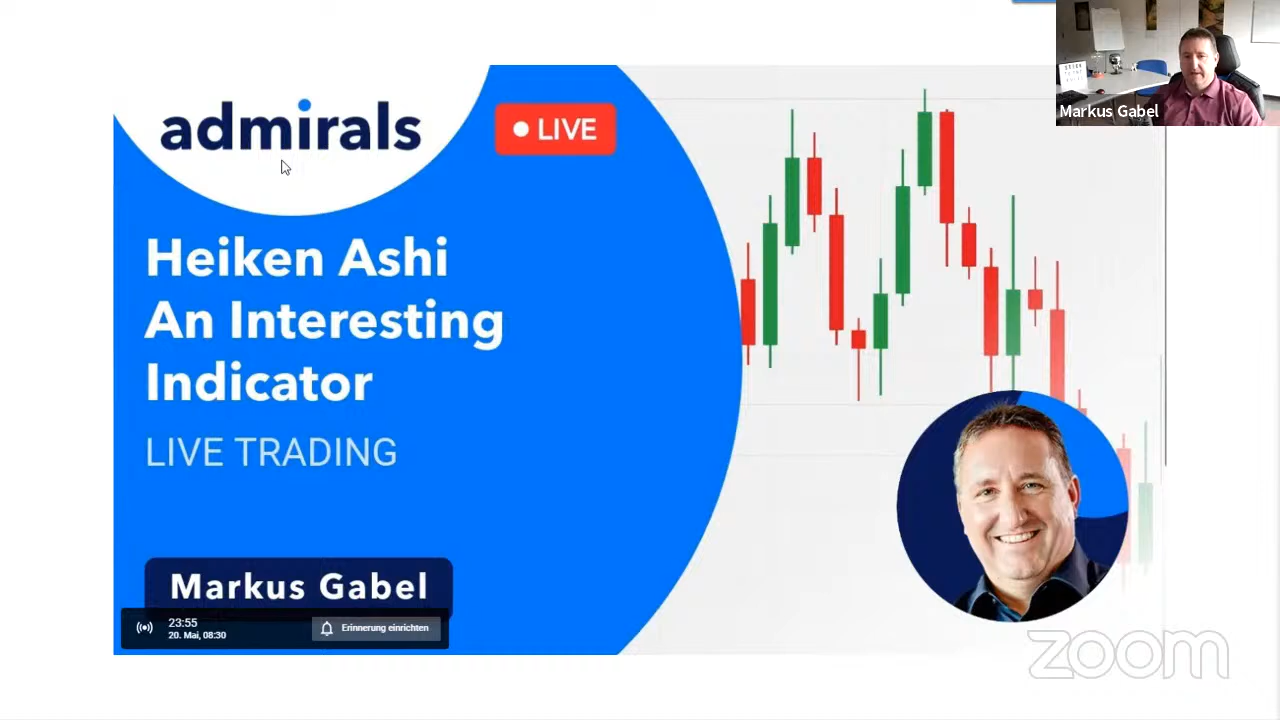 admirals
LIVE
Markus Gabel
Heiken Ashi
An Interesting
Indicator
LIVE TRADING
Markus Gabel
23:55
20. Mai, 08:30
Erinnerung einrichten
zoom